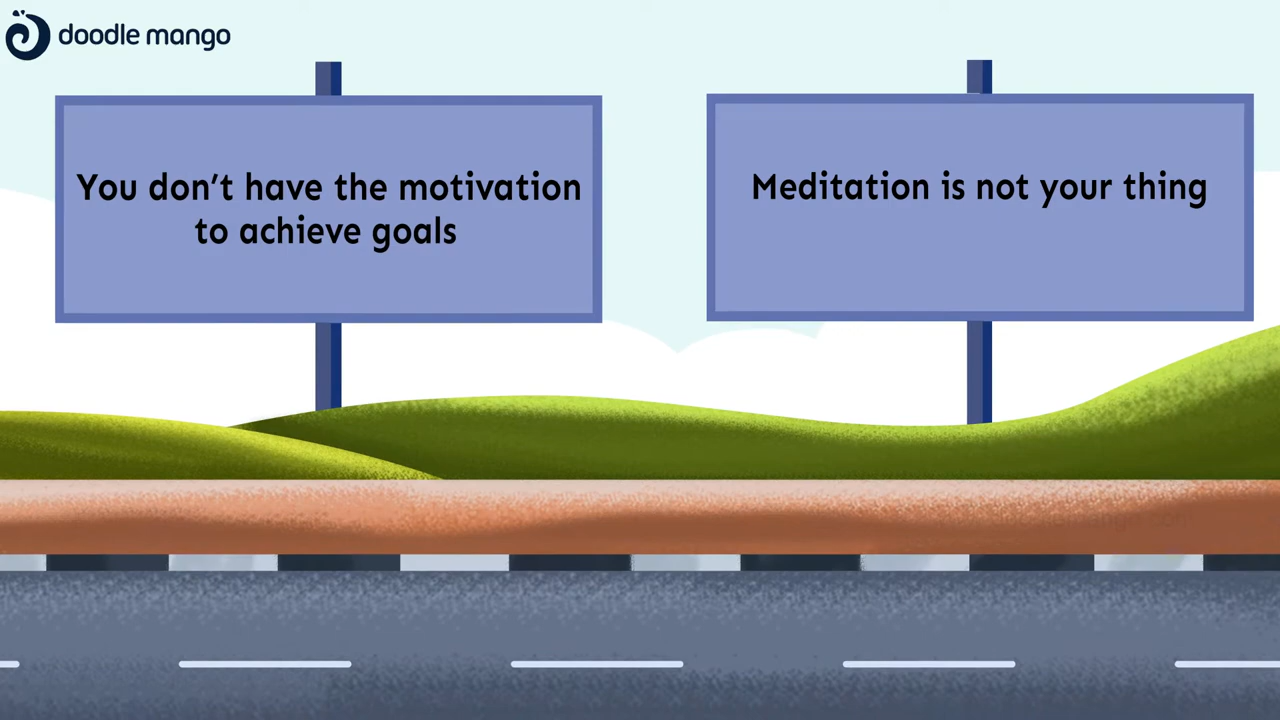 doodle mango
You don't have the motivation
to achieve goals
Meditation is not your thing